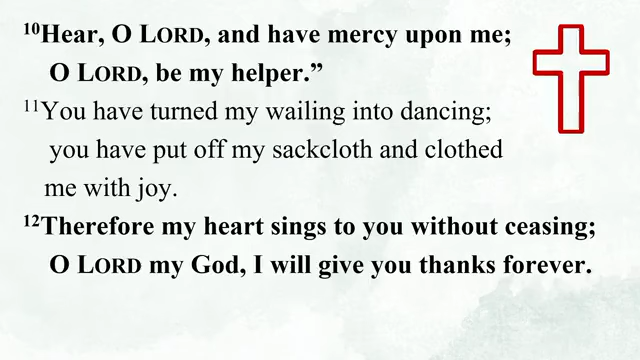 ¹⁰Hear, O LORD, and have mercy upon me;
O LORD, be my helper.”
¹¹You have turned my wailing into dancing;
you have put off my sackcloth and clothed
me with joy.
¹²Therefore my heart sings to you without ceasing;
O LORD my God, I will give you thanks forever.